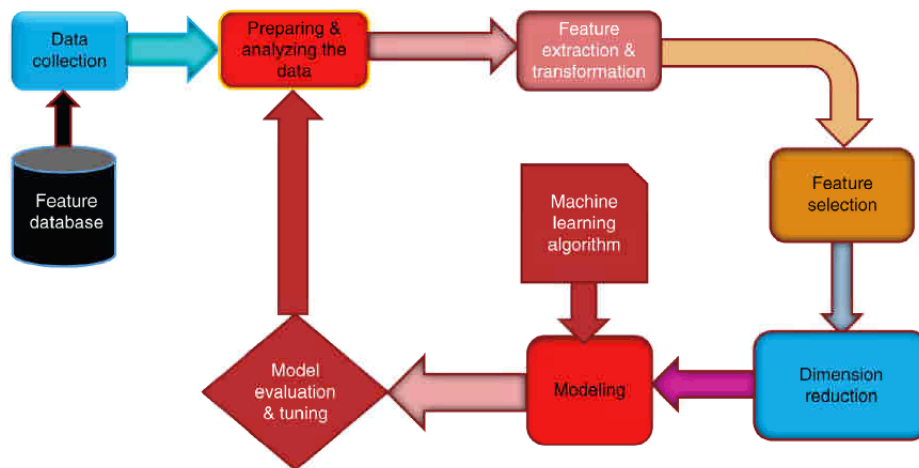 Data
collection
Preparing &
analyzing the
data
Feature
extraction &
transformation
Feature
database
Machine
learning
algorithm
Feature
selection
Model
evaluation
& tuning
Modeling
Dimension
reduction